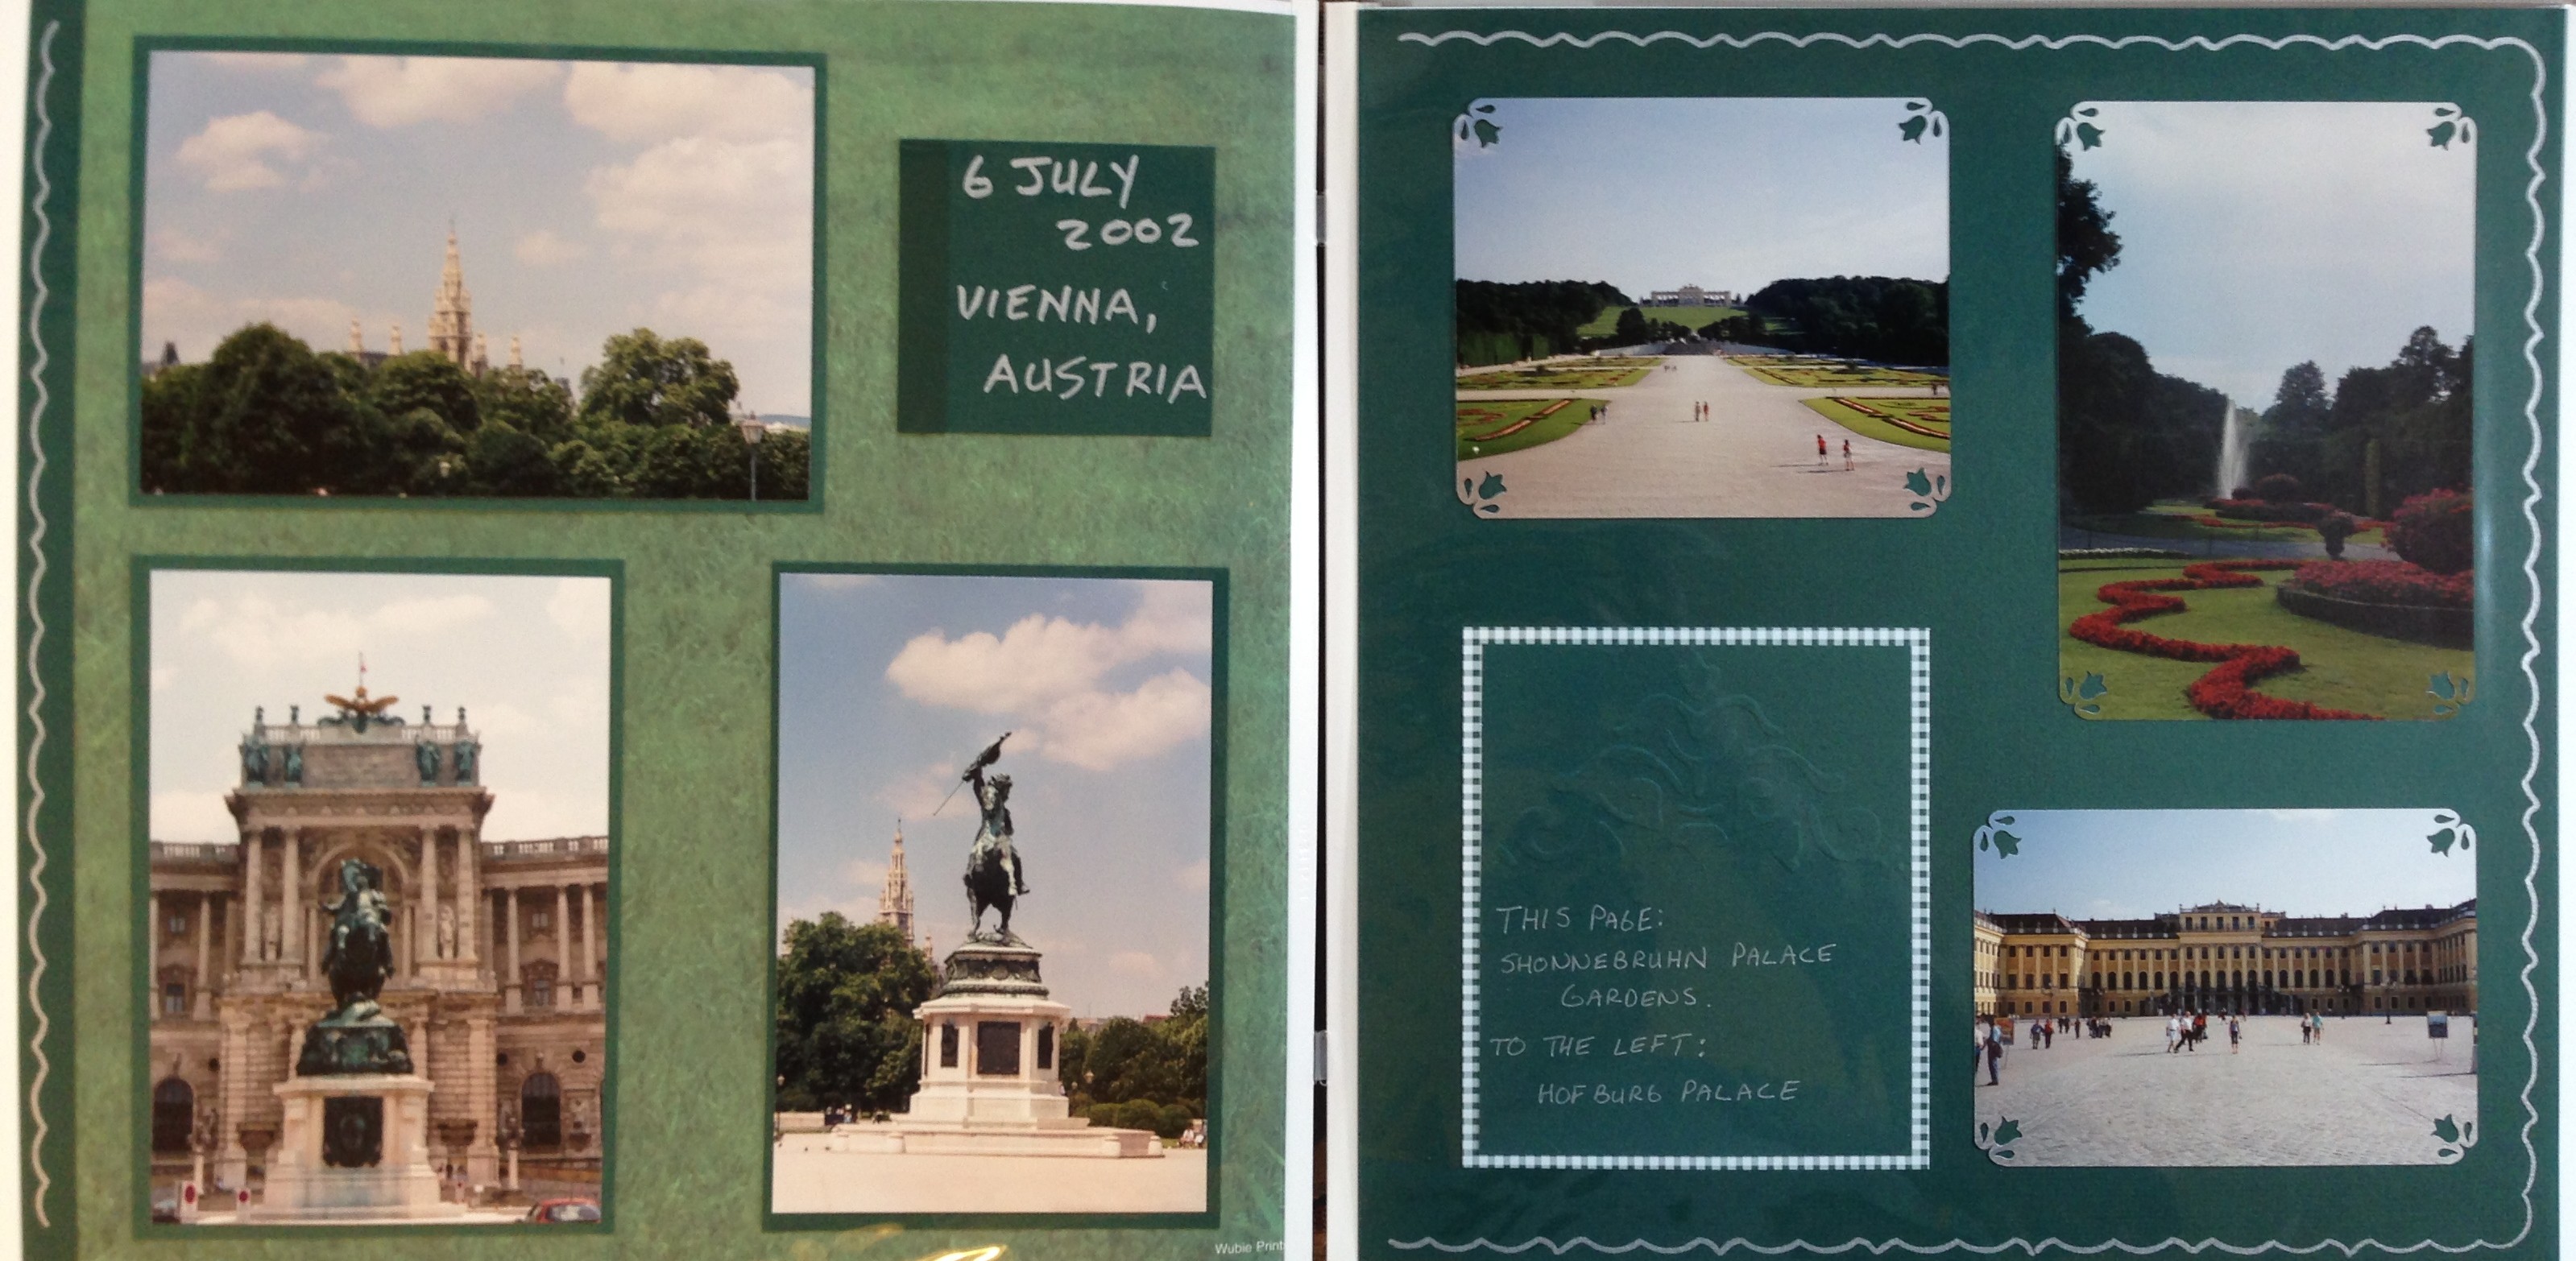 6 JULY
2002
VIENNA,
AUSTRIA
Wubie Print
THIS PAGE:
SHONNEBRUHN PALACE
GARDENS.
TO THE LEFT:
HOFBURG PALACE